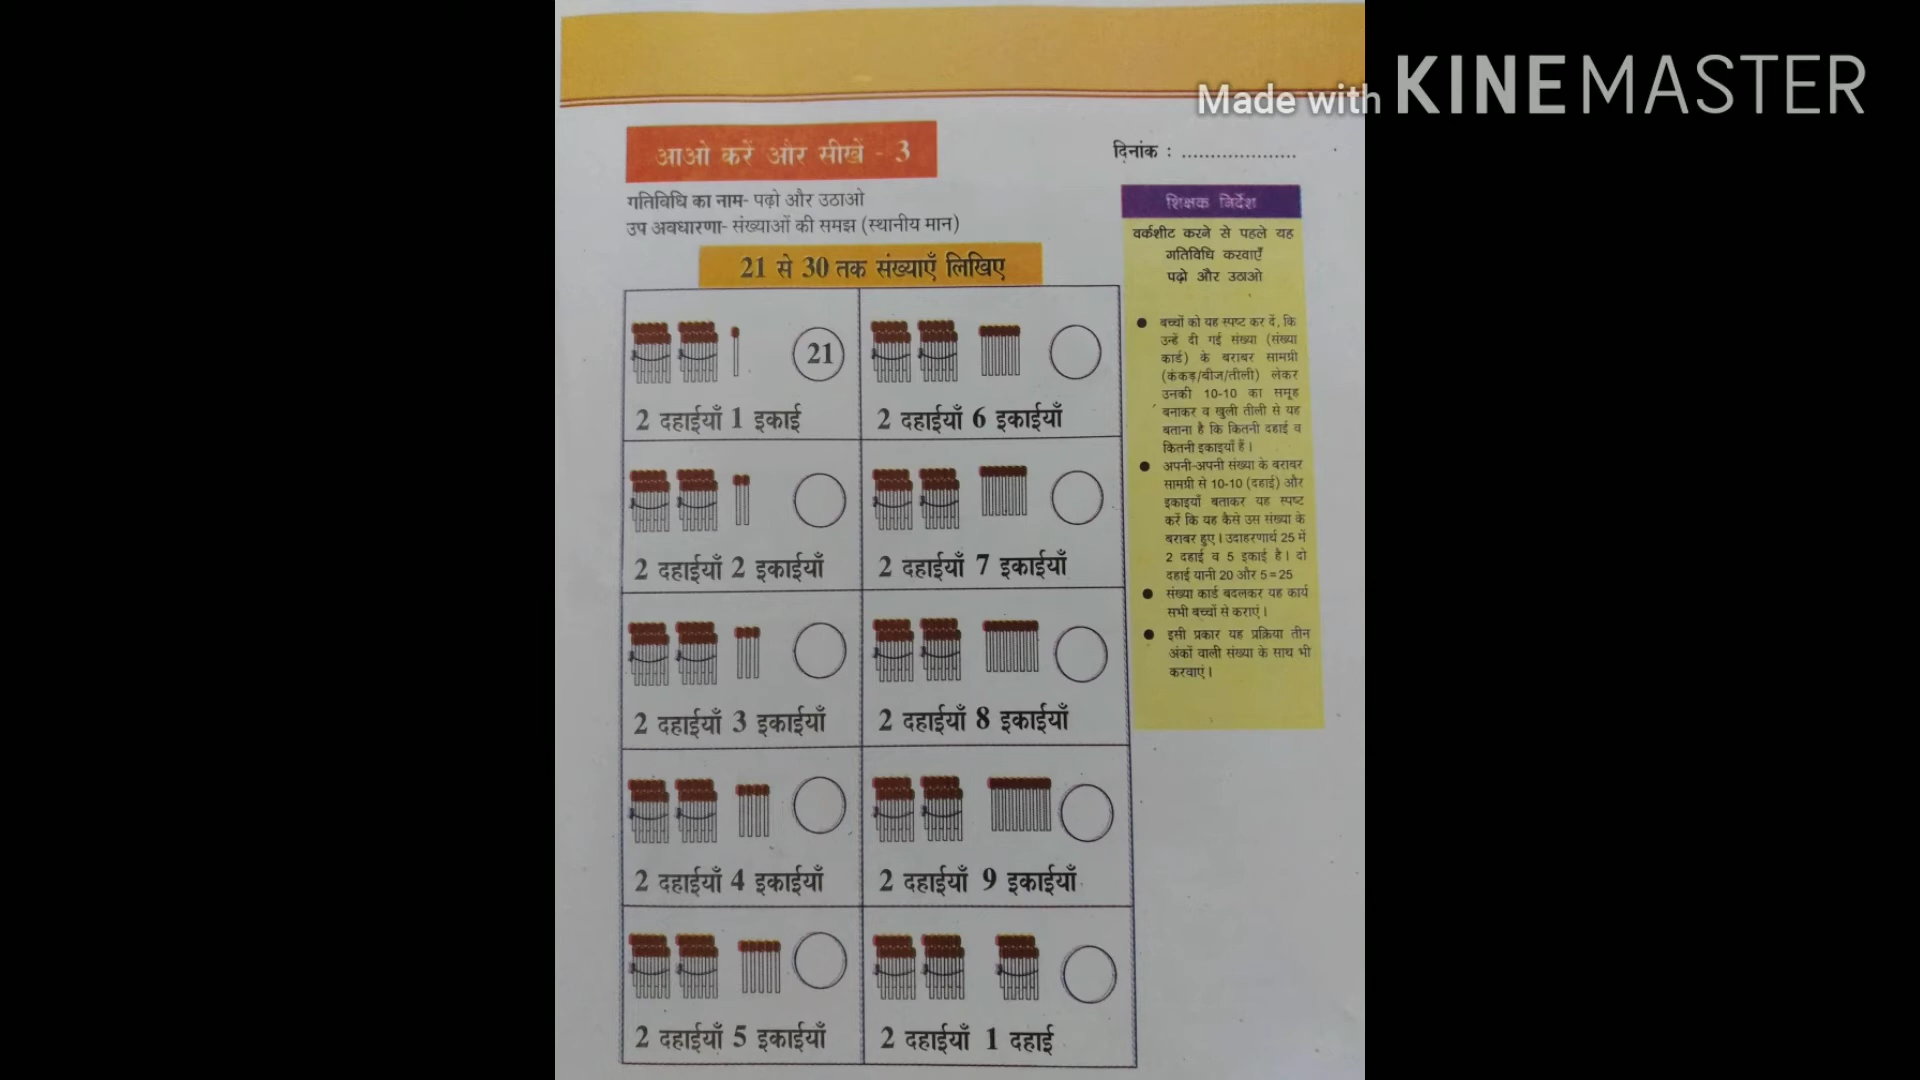 Made with KINEMASTER
आओ करें और सीखें - 3
दिनांक : ....................
गतिविधि का नाम- पढ़ो और उठाओ
उप अवधारणा- संख्याओं की समझ (स्थानीय मान)
21 से 30 तक संख्याएँ लिखिए
21
2 दहाईयाँ 1 इकाई
2 दहाईयाँ 6 इकाईयाँ
2 दहाईयाँ 2 इकाईयाँ
2 दहाईयाँ 7 इकाईयाँ
2 दहाईयाँ 3 इकाईयाँ
2 दहाईयाँ 8 इकाईयाँ
2 दहाईयाँ 4 इकाईयाँ
2 दहाईयाँ 9 इकाईयाँ
2 दहाईयाँ 5 इकाईयाँ
2 दहाईयाँ 1 दहाई
शिक्षक निर्देश
वर्कशीट करने से पहले यह
गतिविधि करवाएँ
पढ़ो और उठाओ
● बच्चों को यह स्पष्ट कर दें, कि
उन्हें दी गई संख्या (संख्या
कार्ड) के बराबर सामग्री
(कंकड़/बीज/तीली) लेकर
उनकी 10-10 का समूह
बनाकर व खुली तीली से यह
बताना है कि कितनी दहाई व
कितनी इकाइयाँ हैं।
● अपनी-अपनी संख्या के बराबर
सामग्री से 10-10 (दहाई) और
इकाइयाँ बताकर यह स्पष्ट
करें कि यह कैसे उस संख्या के
बराबर हुए। उदाहरणार्थ 25 में
2 दहाई व 5 इकाई है। दो
दहाई यानी 20 और 5=25
● संख्या कार्ड बदलकर यह कार्य
सभी बच्चों से कराएं।
● इसी प्रकार यह प्रक्रिया तीन
अंकों वाली संख्या के साथ भी
करवाएं।